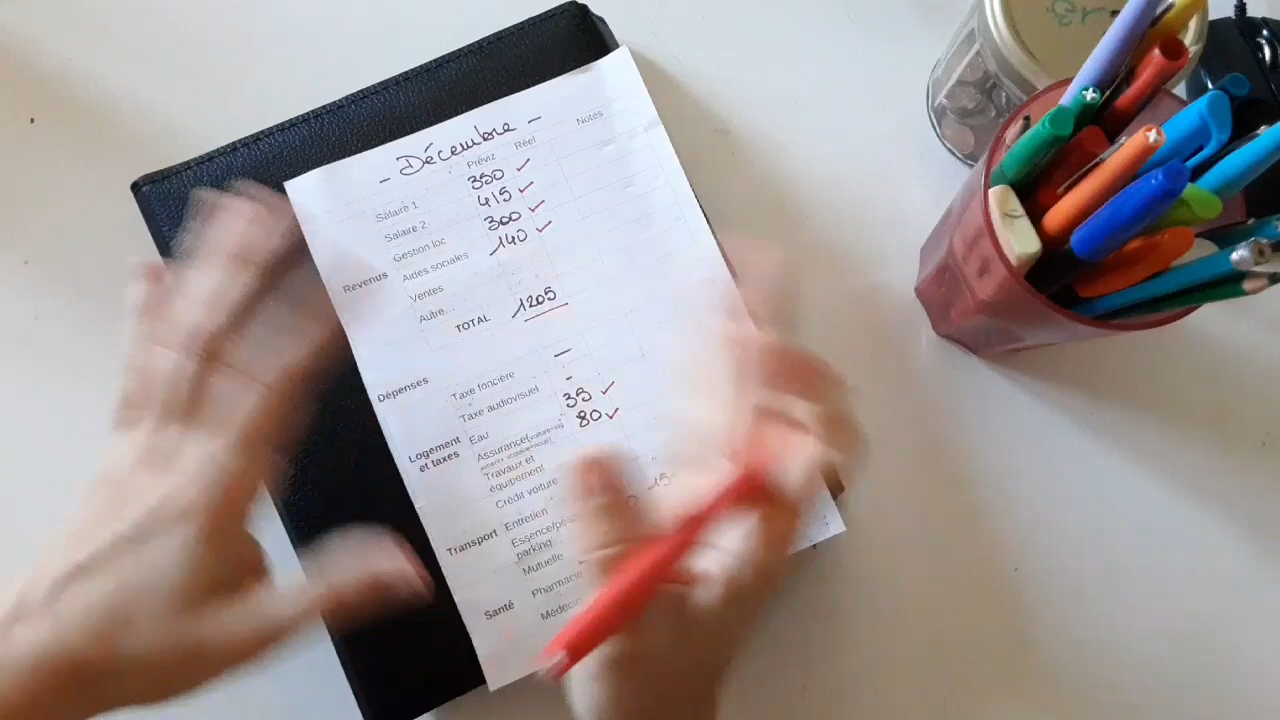 - Décembre -
Préviz Réel Notes
Salaire 1 350 ✓
Salaire 2 415 ✓
Gestion loc 300 ✓
Revenus Aides sociales 140 ✓
Ventes
Autre...
TOTAL 1205
Dépenses
Taxe foncière —
Taxe audiovisuel -
Eau 35 ✓
Logement et taxes Assurance 80 ✓
Travaux et
équipement
Crédit voiture
Transport Entretien
parking
Mutuelle
Santé Pharmacie